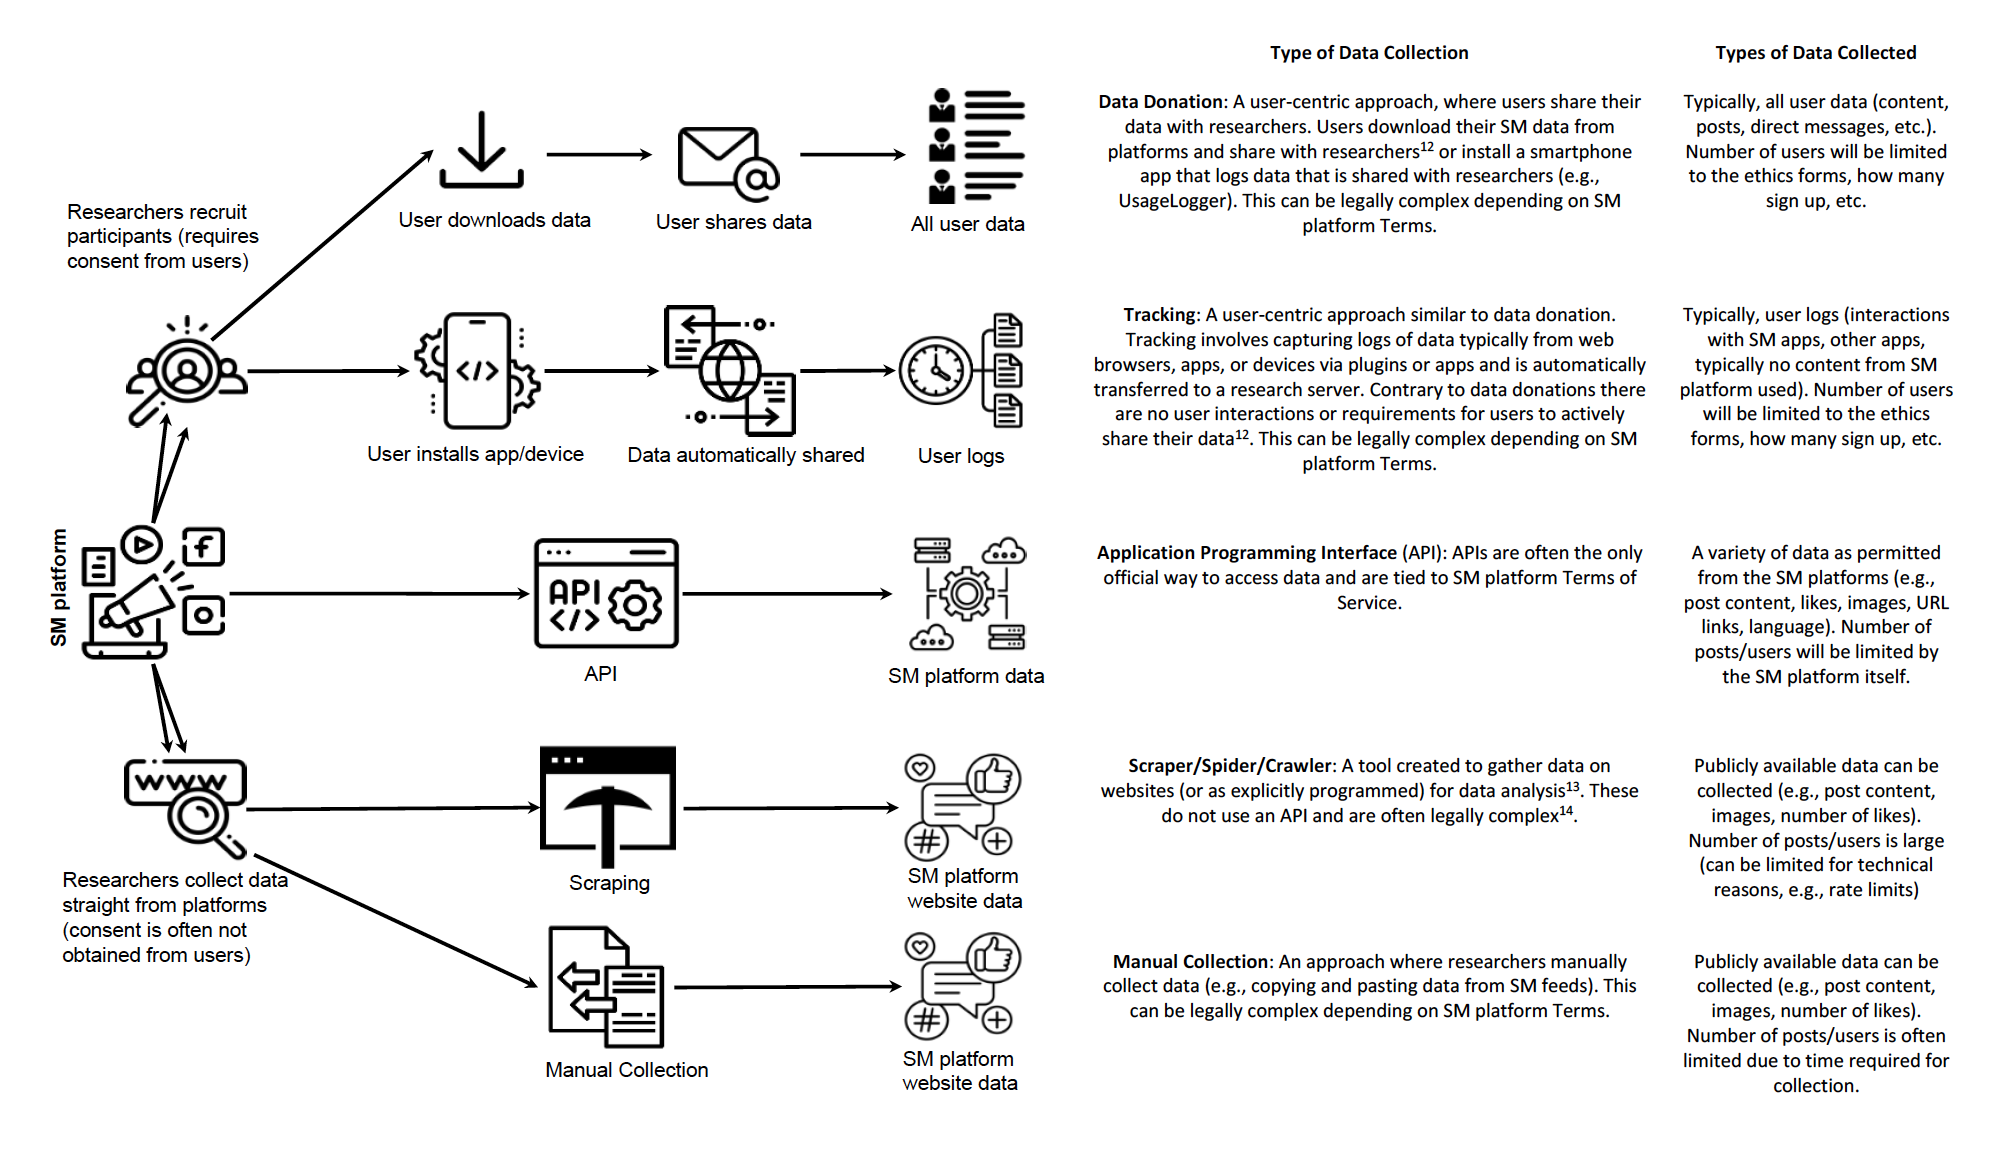 Type of Data Collection
Types of Data Collected
Researchers recruit
participants (requires
consent from users)
User downloads data
User shares data
All user data
Data Donation: A user-centric approach, where users share their
data with researchers. Users download their SM data from
platforms and share with researchers12 or install a smartphone
app that logs data that is shared with researchers (e.g.,
UsageLogger). This can be legally complex depending on SM
platform Terms.
Typically, all user data (content,
posts, direct messages, etc.).
Number of users will be limited
to the ethics forms, how many
sign up, etc.
</>
User installs app/device
Data automatically shared
User logs
Tracking: A user-centric approach similar to data donation.
Tracking involves capturing logs of data typically from web
browsers, apps, or devices via plugins or apps and is automatically
transferred to a research server. Contrary to data donations there
are no user interactions or requirements for users to actively
share their data12. This can be legally complex depending on SM
platform Terms.
Typically, user logs (interactions
with SM apps, other apps,
typically no content from SM
platform used). Number of users
will be limited to the ethics
forms, how many sign up, etc.
SM platform
f
API
</>
API
SM platform data
Application Programming Interface (API): APIs are often the only
official way to access data and are tied to SM platform Terms of
Service.
A variety of data as permitted
from the SM platforms (e.g.,
post content, likes, images, URL
links, language). Number of
posts/users will be limited by
the SM platform itself.
www
Researchers collect data
straight from platforms
(consent is often not
obtained from users)
Scraping
#
SM platform
website data
Scraper/Spider/Crawler: A tool created to gather data on
websites (or as explicitly programmed) for data analysis13. These
do not use an API and are often legally complex14.
Publicly available data can be
collected (e.g., post content,
images, number of likes).
Number of posts/users is large
(can be limited for technical
reasons, e.g., rate limits)
Manual Collection
#
SM platform
website data
Manual Collection: An approach where researchers manually
collect data (e.g., copying and pasting data from SM feeds). This
can be legally complex depending on SM platform Terms.
Publicly available data can be
collected (e.g., post content,
images, number of likes).
Number of posts/users is often
limited due to time required for
collection.